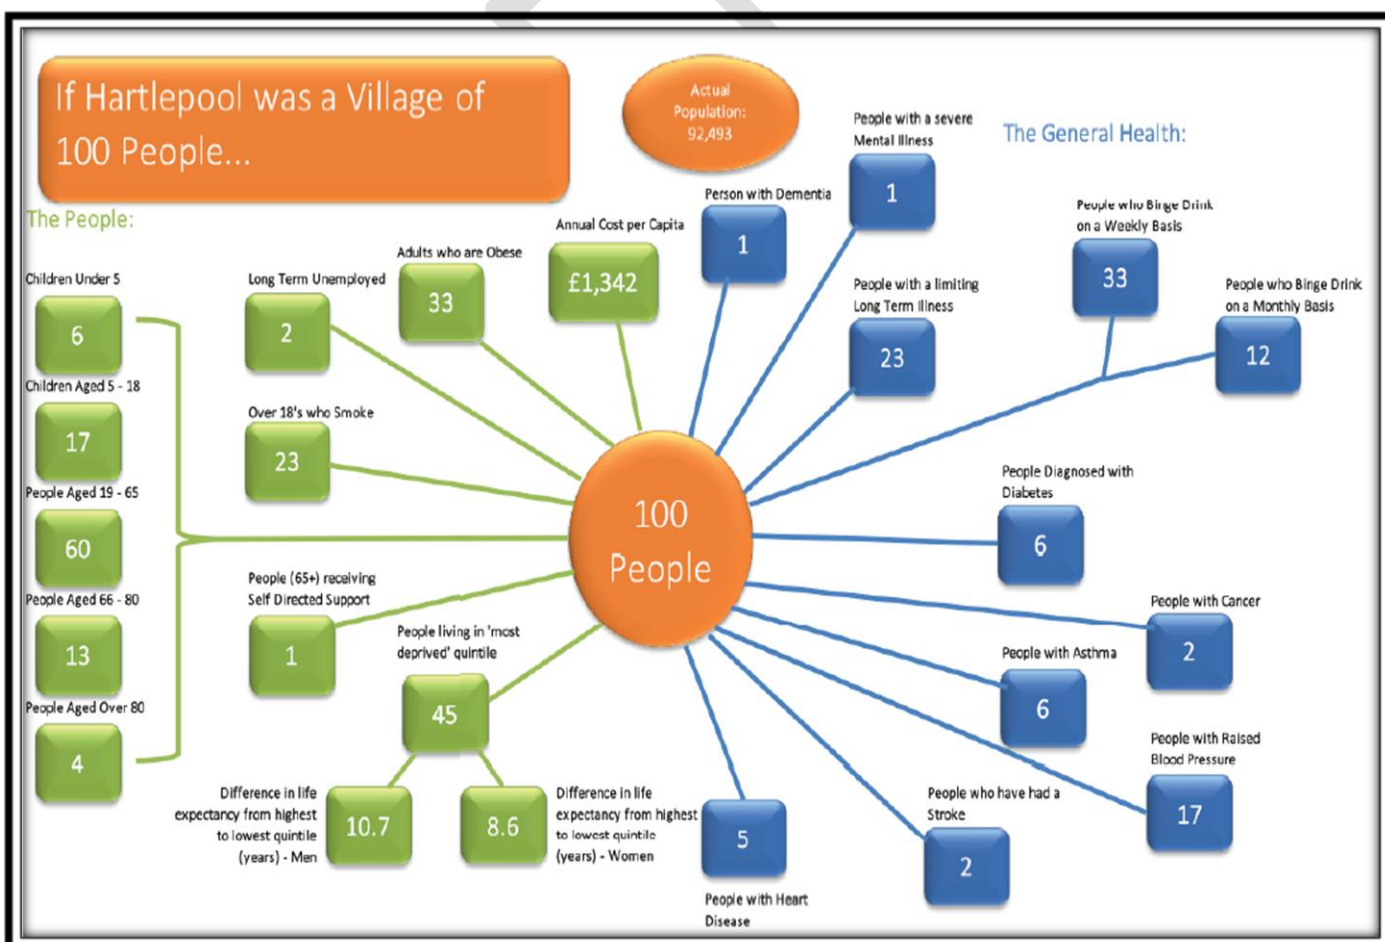 If Hartlepool was a Village of
100 People...
Actual
Population:
92,493
The People:
Children Under 5
6
Children Aged 5 - 18
17
People Aged 19 - 65
60
People Aged 66 - 80
13
People Aged Over 80
4
Long Term Unemployed
2
Adults who are Obese
33
Annual Cost per Capita
£1,342
Over 18's who Smoke
23
People (65+) receiving
Self Directed Support
1
People living in 'most
deprived' quintile
45
Difference in life
expectancy from highest
to lowest quintile
(years) - Men
10.7
8.6
Difference in life
expectancy from highest
to lowest quintile
(years) - Women
100
People
The General Health:
Person with Dementia
1
People with a severe
Mental Illness
1
People with a limiting
Long Term Illness
23
People who Binge Drink
on a Weekly Basis
33
People who Binge Drink
on a Monthly Basis
12
People Diagnosed with
Diabetes
6
People with Cancer
2
People with Asthma
6
People with Raised
Blood Pressure
17
People who have had a
Stroke
2
5
People with Heart
Disease